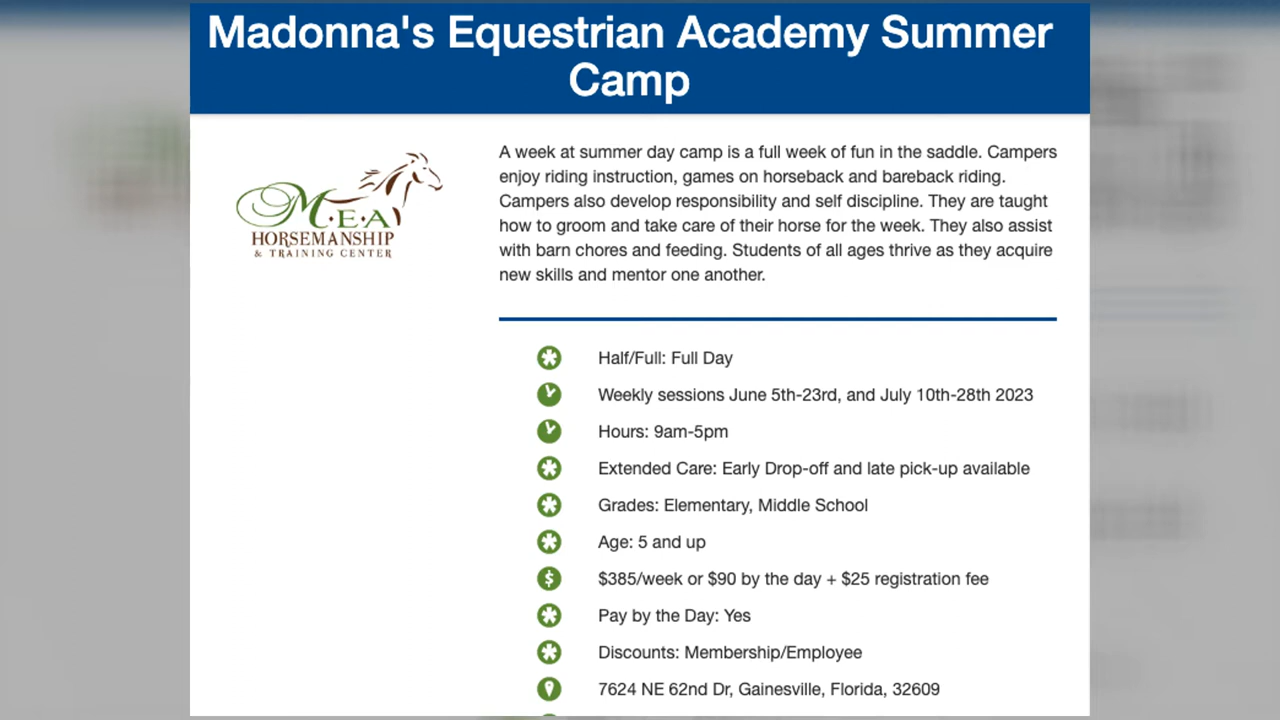 Madonna's Equestrian Academy Summer
Camp
M·E·A
HORSEMANSHIP
& TRAINING CENTER
A week at summer day camp is a full week of fun in the saddle. Campers
enjoy riding instruction, games on horseback and bareback riding.
Campers also develop responsibility and self discipline. They are taught
how to groom and take care of their horse for the week. They also assist
with barn chores and feeding. Students of all ages thrive as they acquire
new skills and mentor one another.
Half/Full: Full Day
Weekly sessions June 5th-23rd, and July 10th-28th 2023
Hours: 9am-5pm
Extended Care: Early Drop-off and late pick-up available
Grades: Elementary, Middle School
Age: 5 and up
$ $385/week or $90 by the day + $25 registration fee
Pay by the Day: Yes
Discounts: Membership/Employee
7624 NE 62nd Dr, Gainesville, Florida, 32609